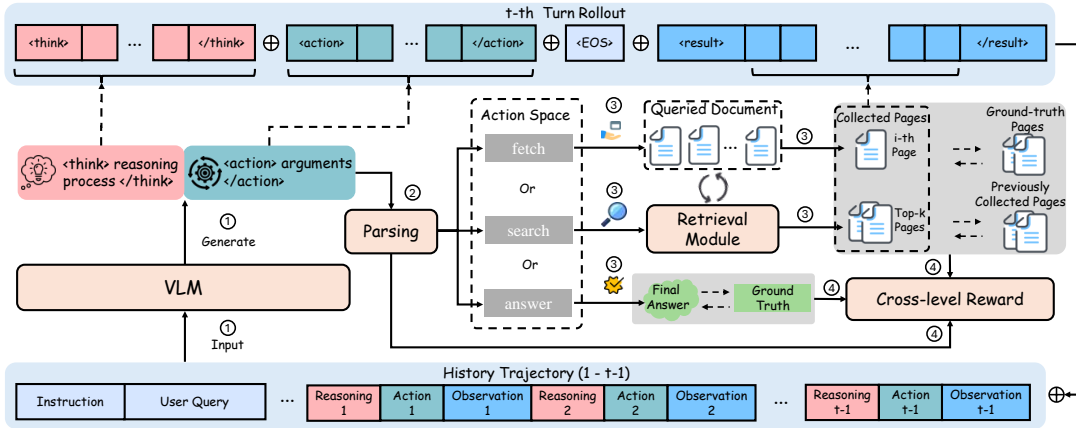 t-th Turn Rollout
<think> ... </think> ⊕ <action> ... </action> ⊕ <EOS> ⊕ <result> ... </result>
<think> reasoning
process </think>
<action> arguments
</action>
①
Generate
VLM
①
Input
②
Parsing
Action Space
fetch
Or
search
Or
answer
③
③
③
Queried Document
...
Retrieval
Module
③
③
Collected Pages
i-th
Page
Top-k
Pages
Ground-truth
Pages
Previously
Collected Pages
Final
Answer
Ground
Truth
④
④
④
Cross-level Reward
History Trajectory (1 - t-1)
Instruction
User Query
...
Reasoning
1
Action
1
Observation
1
Reasoning
2
Action
2
Observation
2
...
Reasoning
t-1
Action
t-1
Observation
t-1
⊕